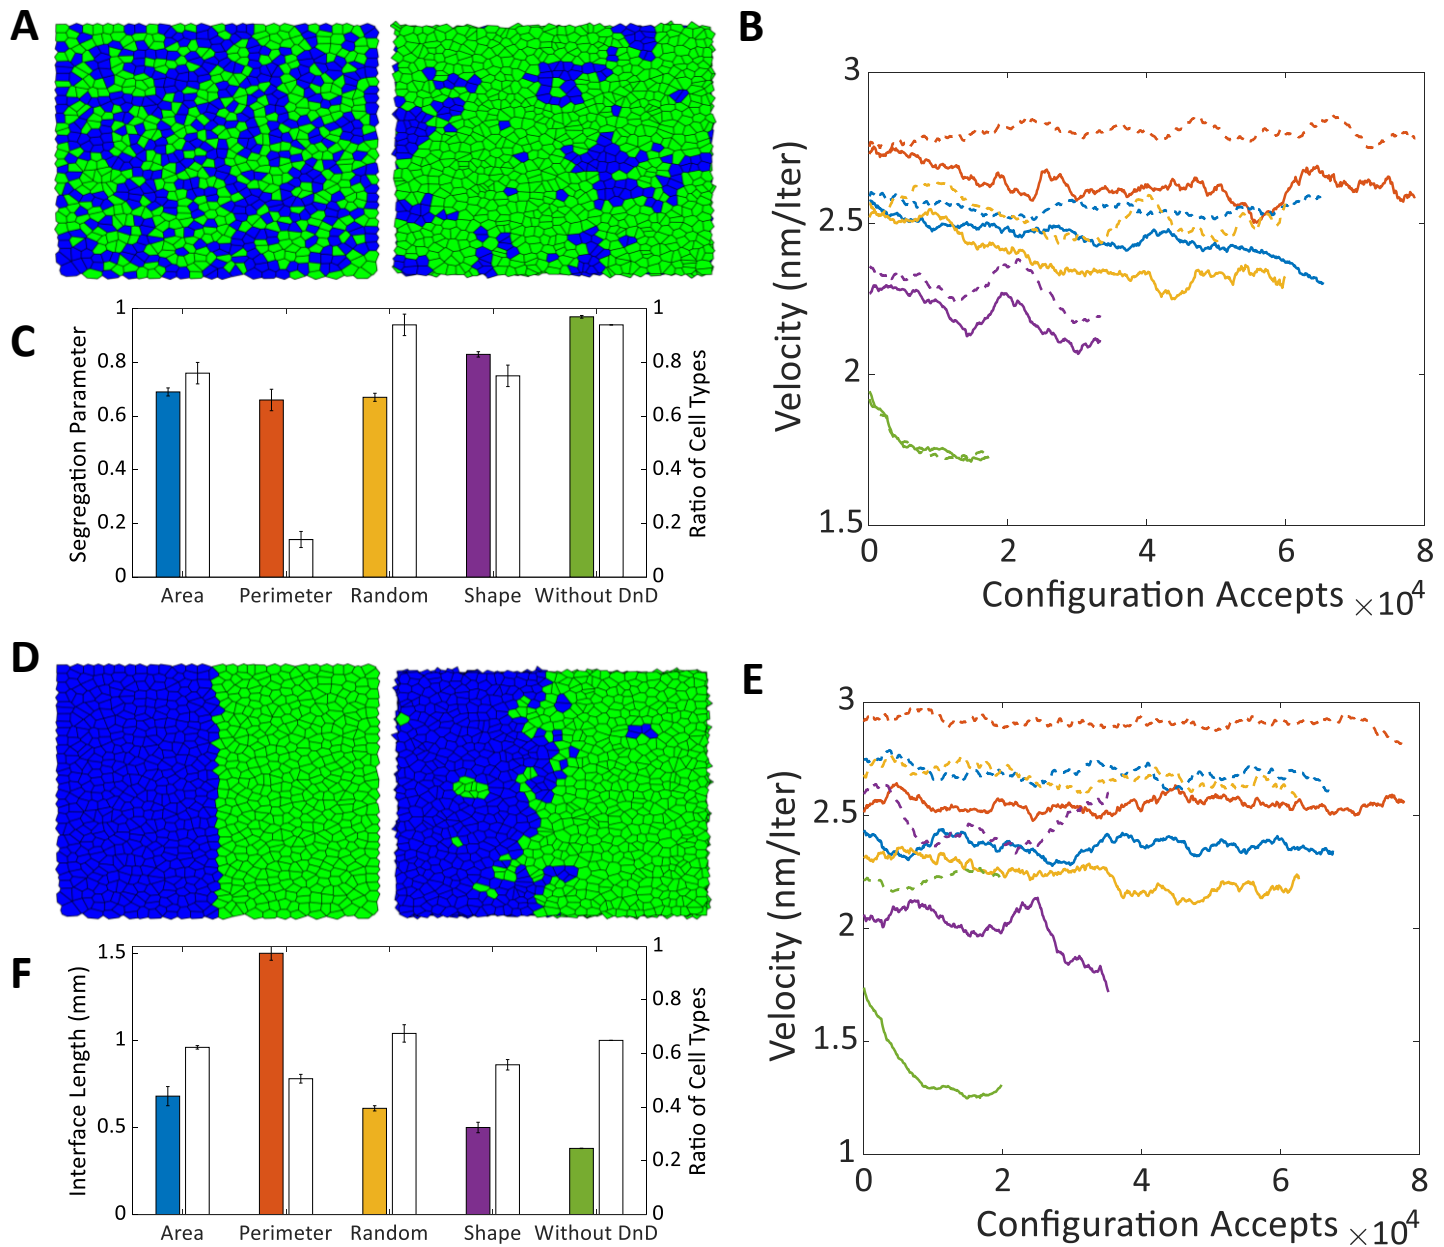 A
B
3
2.5
2
1.5
Velocity (nm/Iter)
0
2
4
6
8
Configuration Accepts
×10⁴
C
1
0.8
0.6
0.4
0.2
0
Segregation Parameter
1
0.8
0.6
0.4
0.2
0
Ratio of Cell Types
Area
Perimeter
Random
Shape
Without DnD
D
E
3
2.5
2
1.5
1
Velocity (nm/Iter)
0
2
4
6
8
Configuration Accepts
×10⁴
F
1.5
1
0.5
0
Interface Length (mm)
1
0.8
0.6
0.4
0.2
0
Ratio of Cell Types
Area
Perimeter
Random
Shape
Without DnD